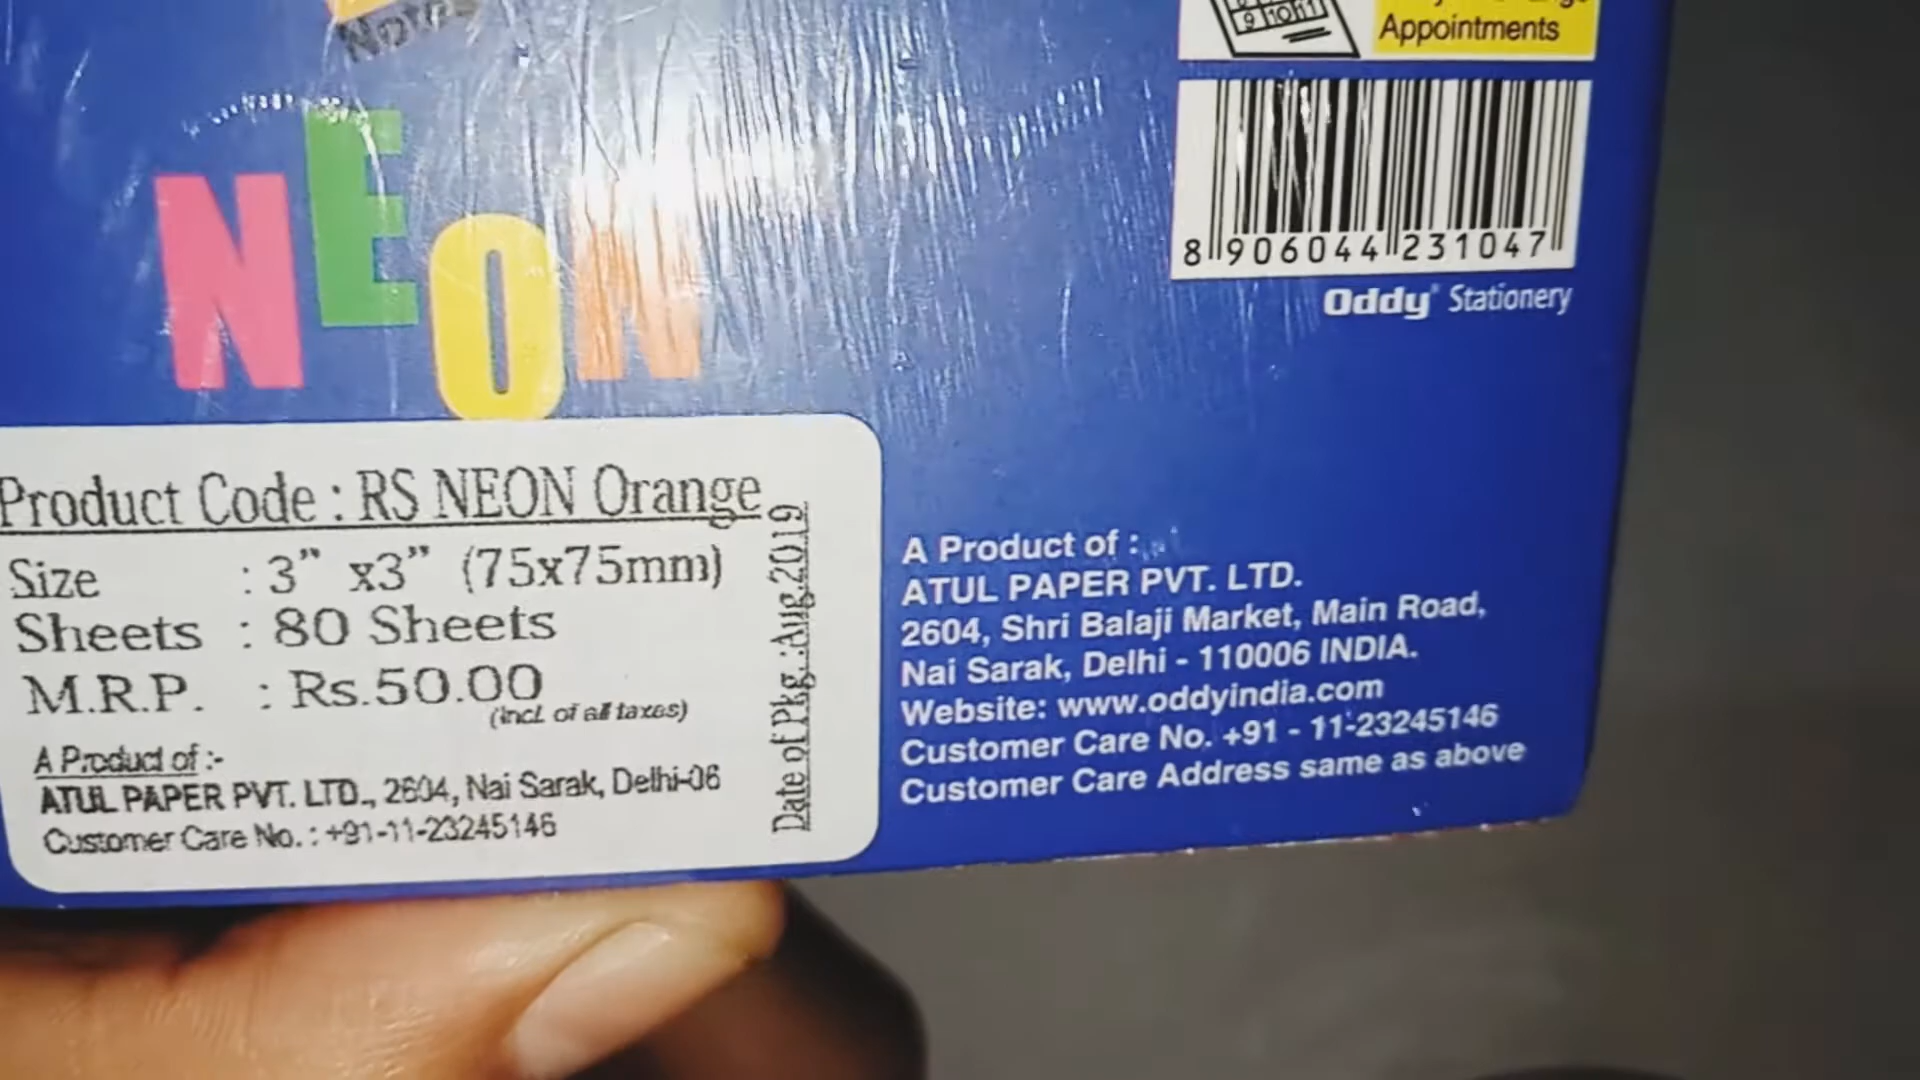 Appointments
NEON
8 906044 231047
Oddy Stationery
Product Code : RS NEON Orange
Size : 3” x3” (75x75mm)
Sheets : 80 Sheets
M.R.P. : Rs.50.00
(incl. of all taxes)
A Product of :-
ATUL PAPER PVT. LTD., 2604, Nai Sarak, Delhi-06
Customer Care No. : +91-11-23245146
Date of Pkg.:Aug.2019
A Product of :
ATUL PAPER PVT. LTD.
2604, Shri Balaji Market, Main Road,
Nai Sarak, Delhi - 110006 INDIA.
Website: www.oddyindia.com
Customer Care No. +91 - 11-23245146
Customer Care Address same as above